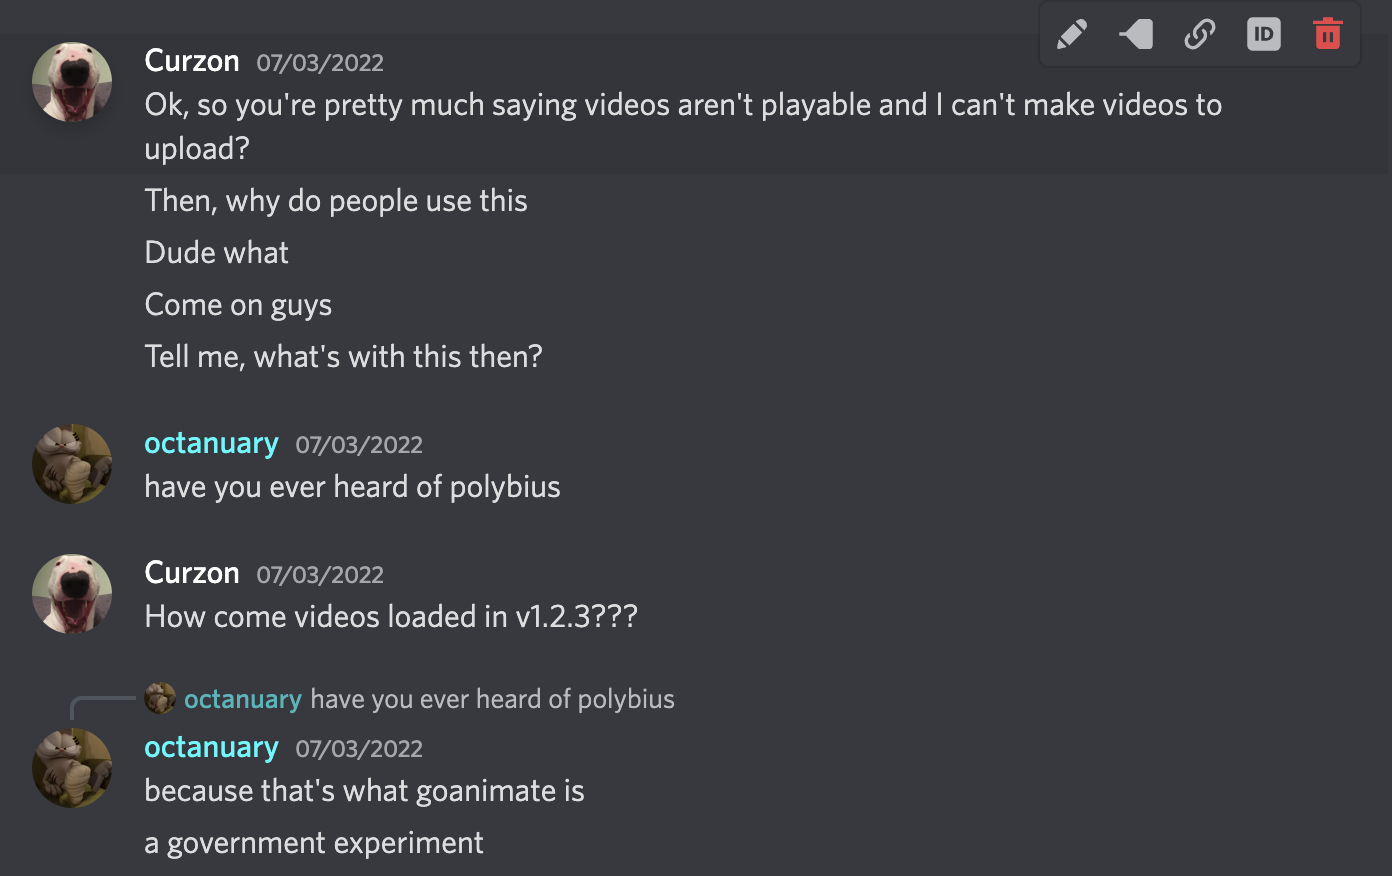 ID
Curzon 07/03/2022
Ok, so you're pretty much saying videos aren't playable and I can't make videos to
upload?
Then, why do people use this
Dude what
Come on guys
Tell me, what's with this then?
octanuary 07/03/2022
have you ever heard of polybius
Curzon 07/03/2022
How come videos loaded in v1.2.3???
octanuary have you ever heard of polybius
octanuary 07/03/2022
because that's what goanimate is
a government experiment